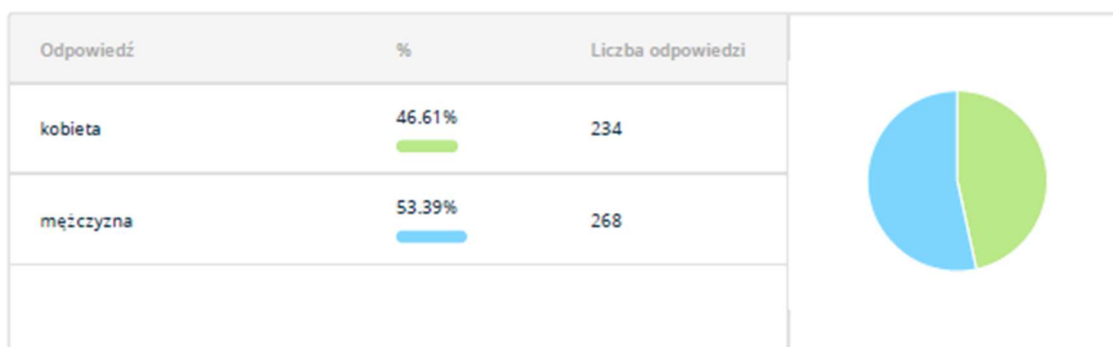 Odpowiedź % Liczba odpowiedzi
kobieta 46.61% 234
mężczyzna 53.39% 268